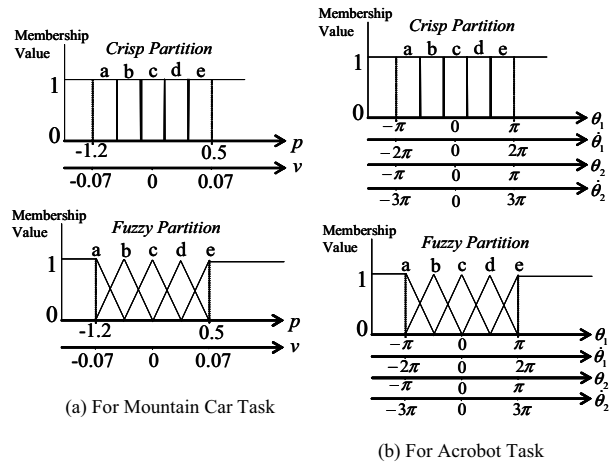 Membership
Value
Crisp Partition
a b c d e
1
0
-1.2 0.5 p
-0.07 0 0.07 v
Membership
Value
Fuzzy Partition
a b c d e
1
0
-1.2 0.5 p
-0.07 0 0.07 v
(a) For Mountain Car Task
Membership
Value
Crisp Partition
a b c d e
1
0
−π 0 π θ₁
−2π 0 2π θ̇₁
−π 0 π θ₂
−3π 0 3π θ̇₂
Membership
Value
Fuzzy Partition
a b c d e
1
0
−π 0 π θ₁
−2π 0 2π θ̇₁
−π 0 π θ₂
−3π 0 3π θ̇₂
(b) For Acrobot Task